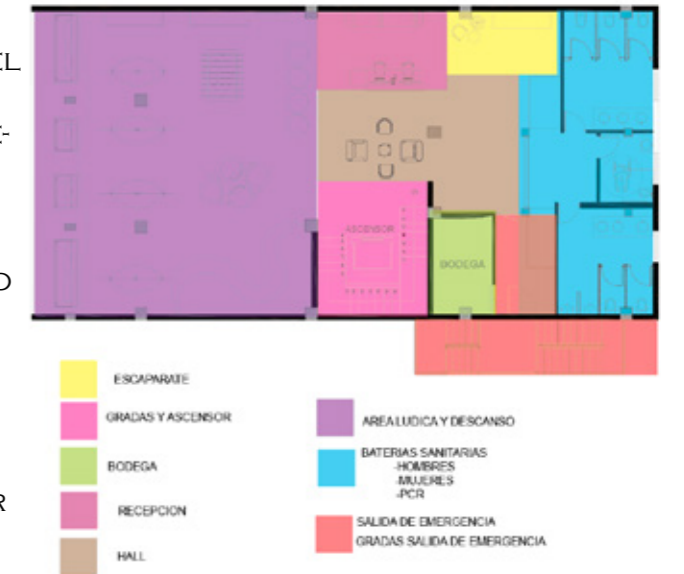 EL
E-
O
R
ASCENSOR
BODEGA
ESCAPARATE
GRADAS Y ASCENSOR
BODEGA
RECEPCION
HALL
AREA LUDICA Y DESCANSO
BATERIAS SANITARIAS
-HOMBRES
-MUJERES
-PCR
SALIDA DE EMERGENCIA
GRADAS SALIDA DE EMERGENCIA